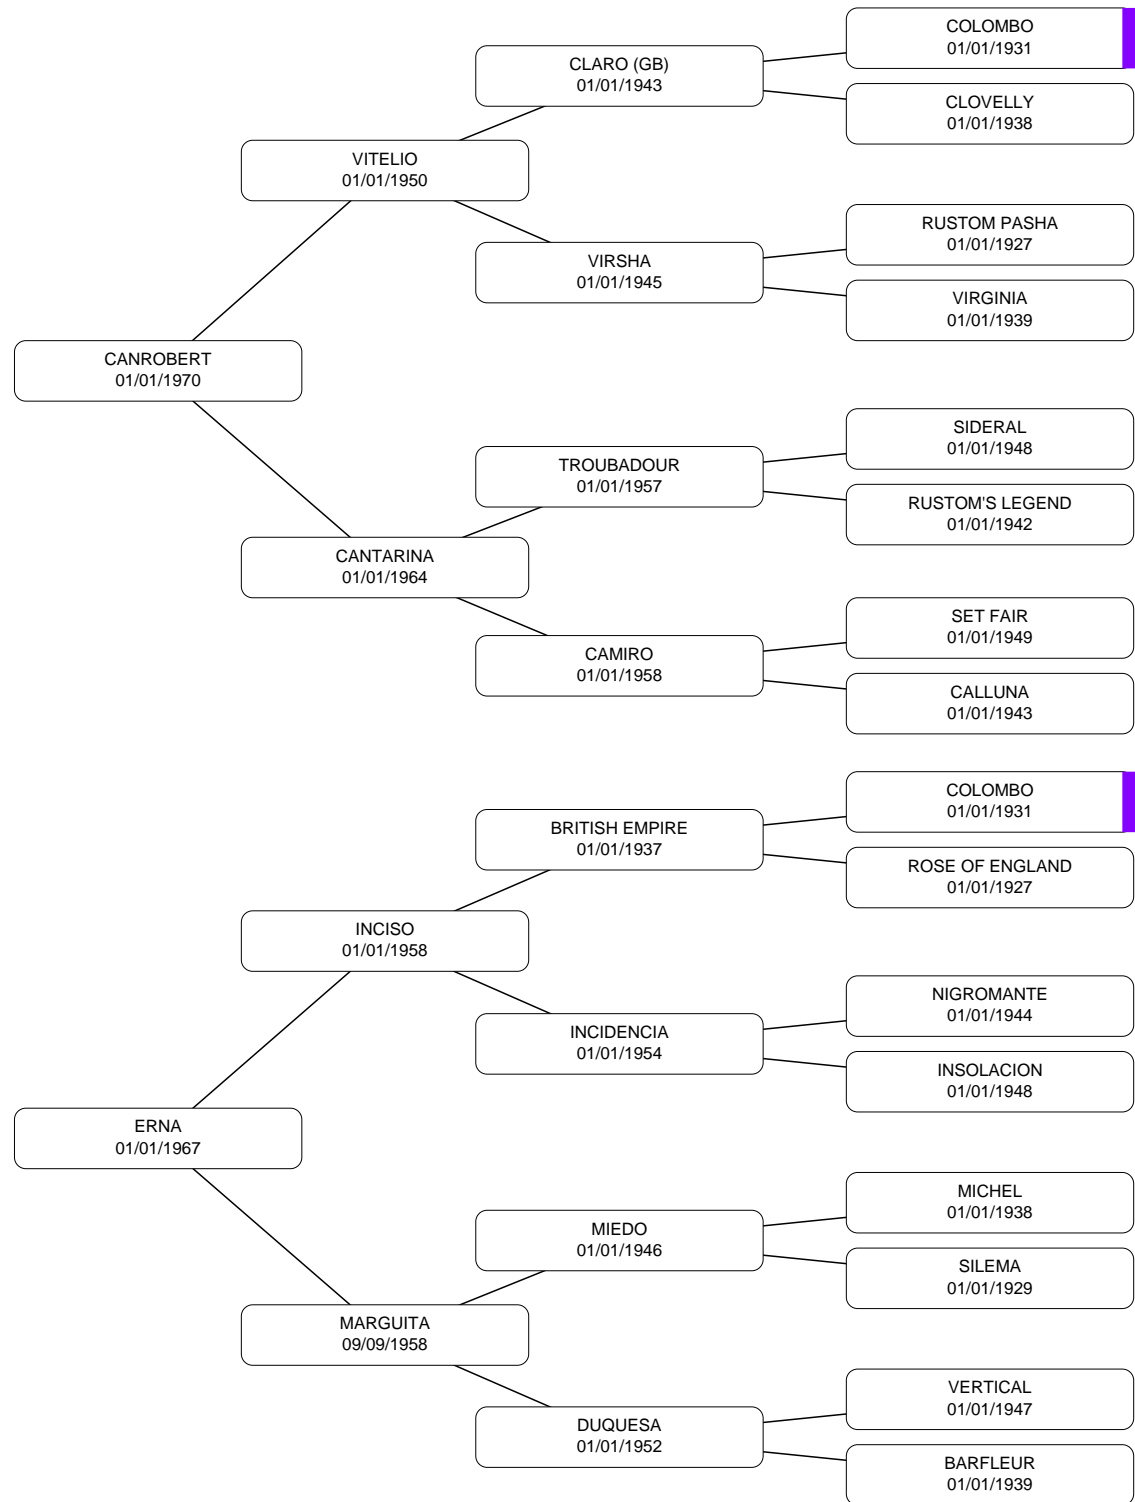 COLOMBO
01/01/1931
CLARO (GB)
01/01/1943
CLOVELLY
01/01/1938
VITELIO
01/01/1950
RUSTOM PASHA
01/01/1927
VIRSHA
01/01/1945
VIRGINIA
01/01/1939
CANROBERT
01/01/1970
SIDERAL
01/01/1948
TROUBADOUR
01/01/1957
RUSTOM'S LEGEND
01/01/1942
CANTARINA
01/01/1964
SET FAIR
01/01/1949
CAMIRO
01/01/1958
CALLUNA
01/01/1943
COLOMBO
01/01/1931
BRITISH EMPIRE
01/01/1937
ROSE OF ENGLAND
01/01/1927
INCISO
01/01/1958
NIGROMANTE
01/01/1944
INCIDENCIA
01/01/1954
INSOLACION
01/01/1948
ERNA
01/01/1967
MICHEL
01/01/1938
MIEDO
01/01/1946
SILEMA
01/01/1929
MARGUITA
09/09/1958
VERTICAL
01/01/1947
DUQUESA
01/01/1952
BARFLEUR
01/01/1939